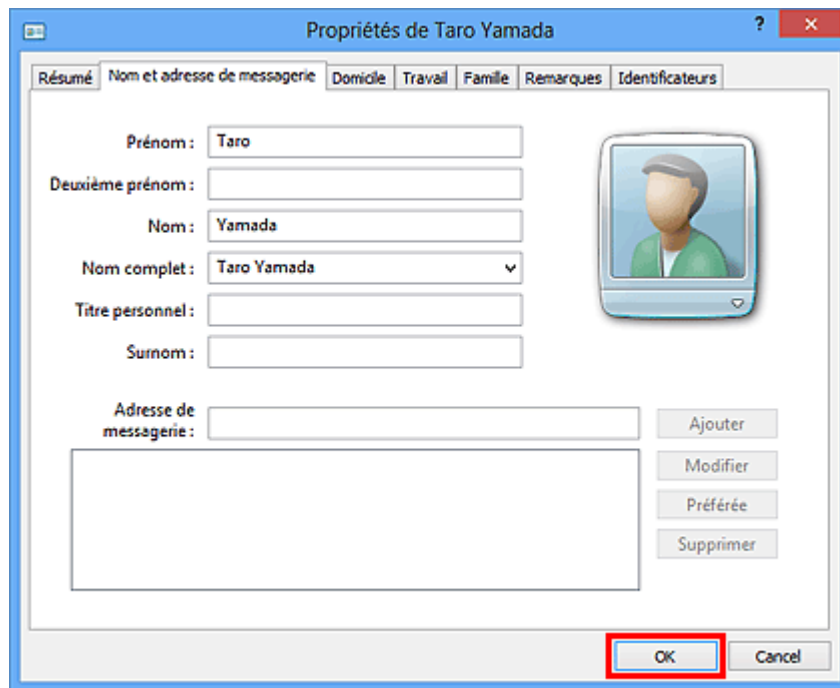 Propriétés de Taro Yamada
?
Résumé Nom et adresse de messagerie Domicile Travail Famille Remarques Identificateurs
Prénom : Taro
Deuxième prénom :
Nom : Yamada
Nom complet : Taro Yamada
Titre personnel :
Surnom :
Adresse de
messagerie :
Ajouter
Modifier
Préférée
Supprimer
OK Cancel